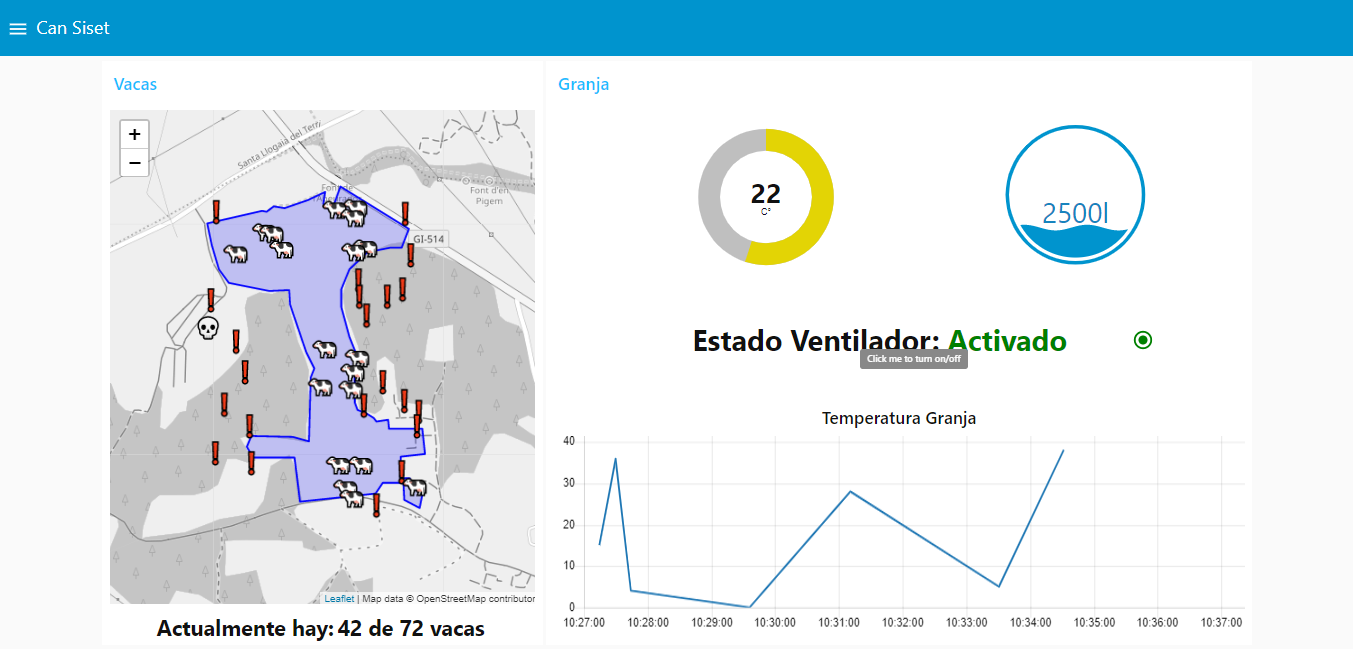 Can Siset
Vacas
Granja
+
−
Santa Llogaia del Terri
Font d'en
Pigem
GI-514
22
C°
2500l
Estado Ventilador: Activado
Click me to turn on/off
Temperatura Granja
40
30
20
10
0
10:27:00 10:28:00 10:29:00 10:30:00 10:31:00 10:32:00 10:33:00 10:34:00 10:35:00 10:36:00 10:37:00
Leaflet | Map data © OpenStreetMap contributor
Actualmente hay: 42 de 72 vacas